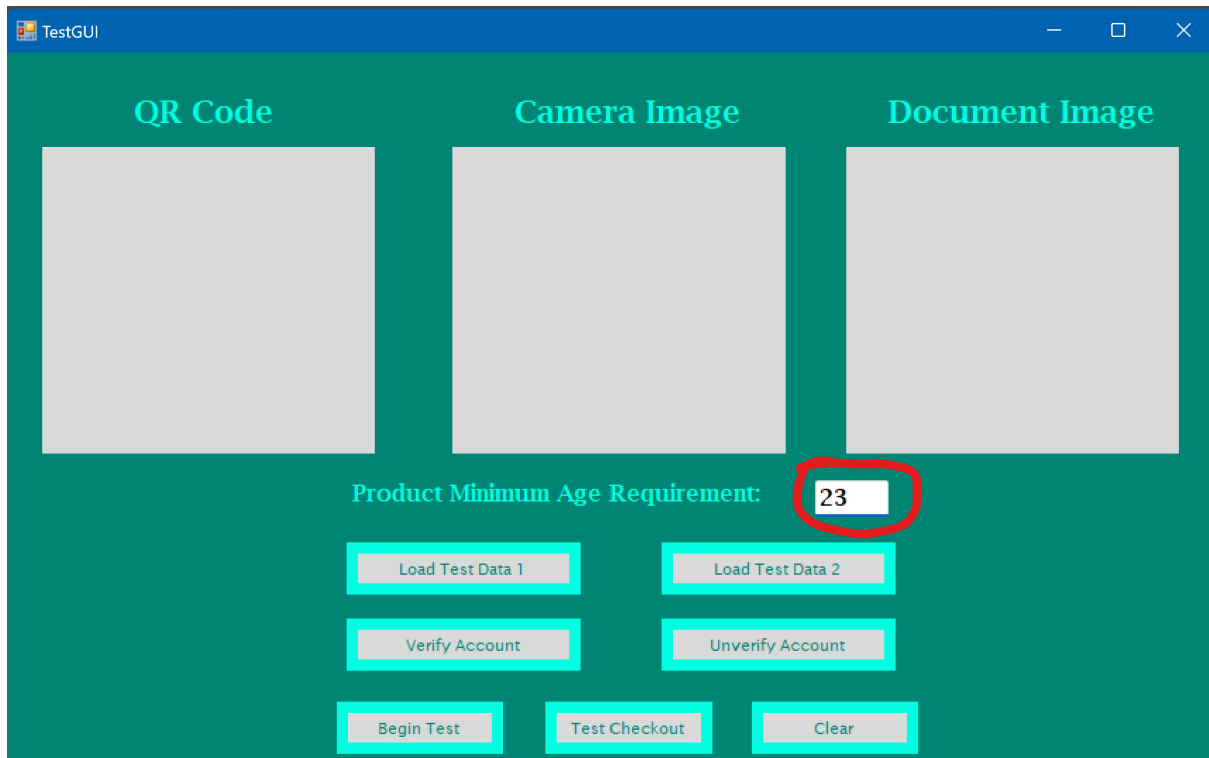 TestGUI
QR Code Camera Image Document Image
Product Minimum Age Requirement: 23
Load Test Data 1 Load Test Data 2
Verify Account Unverify Account
Begin Test Test Checkout Clear